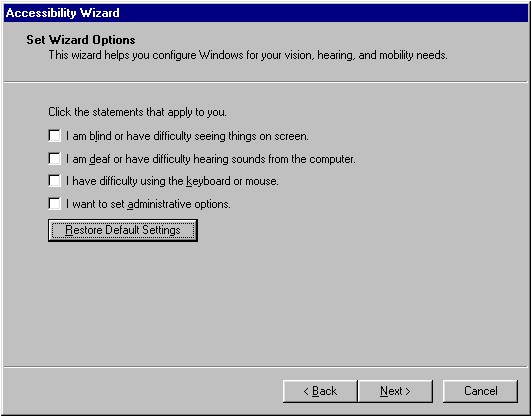 Accessibility Wizard
Set Wizard Options
This wizard helps you configure Windows for your vision, hearing, and mobility needs.
Click the statements that apply to you.
I am blind or have difficulty seeing things on screen.
I am deaf or have difficulty hearing sounds from the computer.
I have difficulty using the keyboard or mouse.
I want to set administrative options.
Restore Default Settings
< Back Next > Cancel